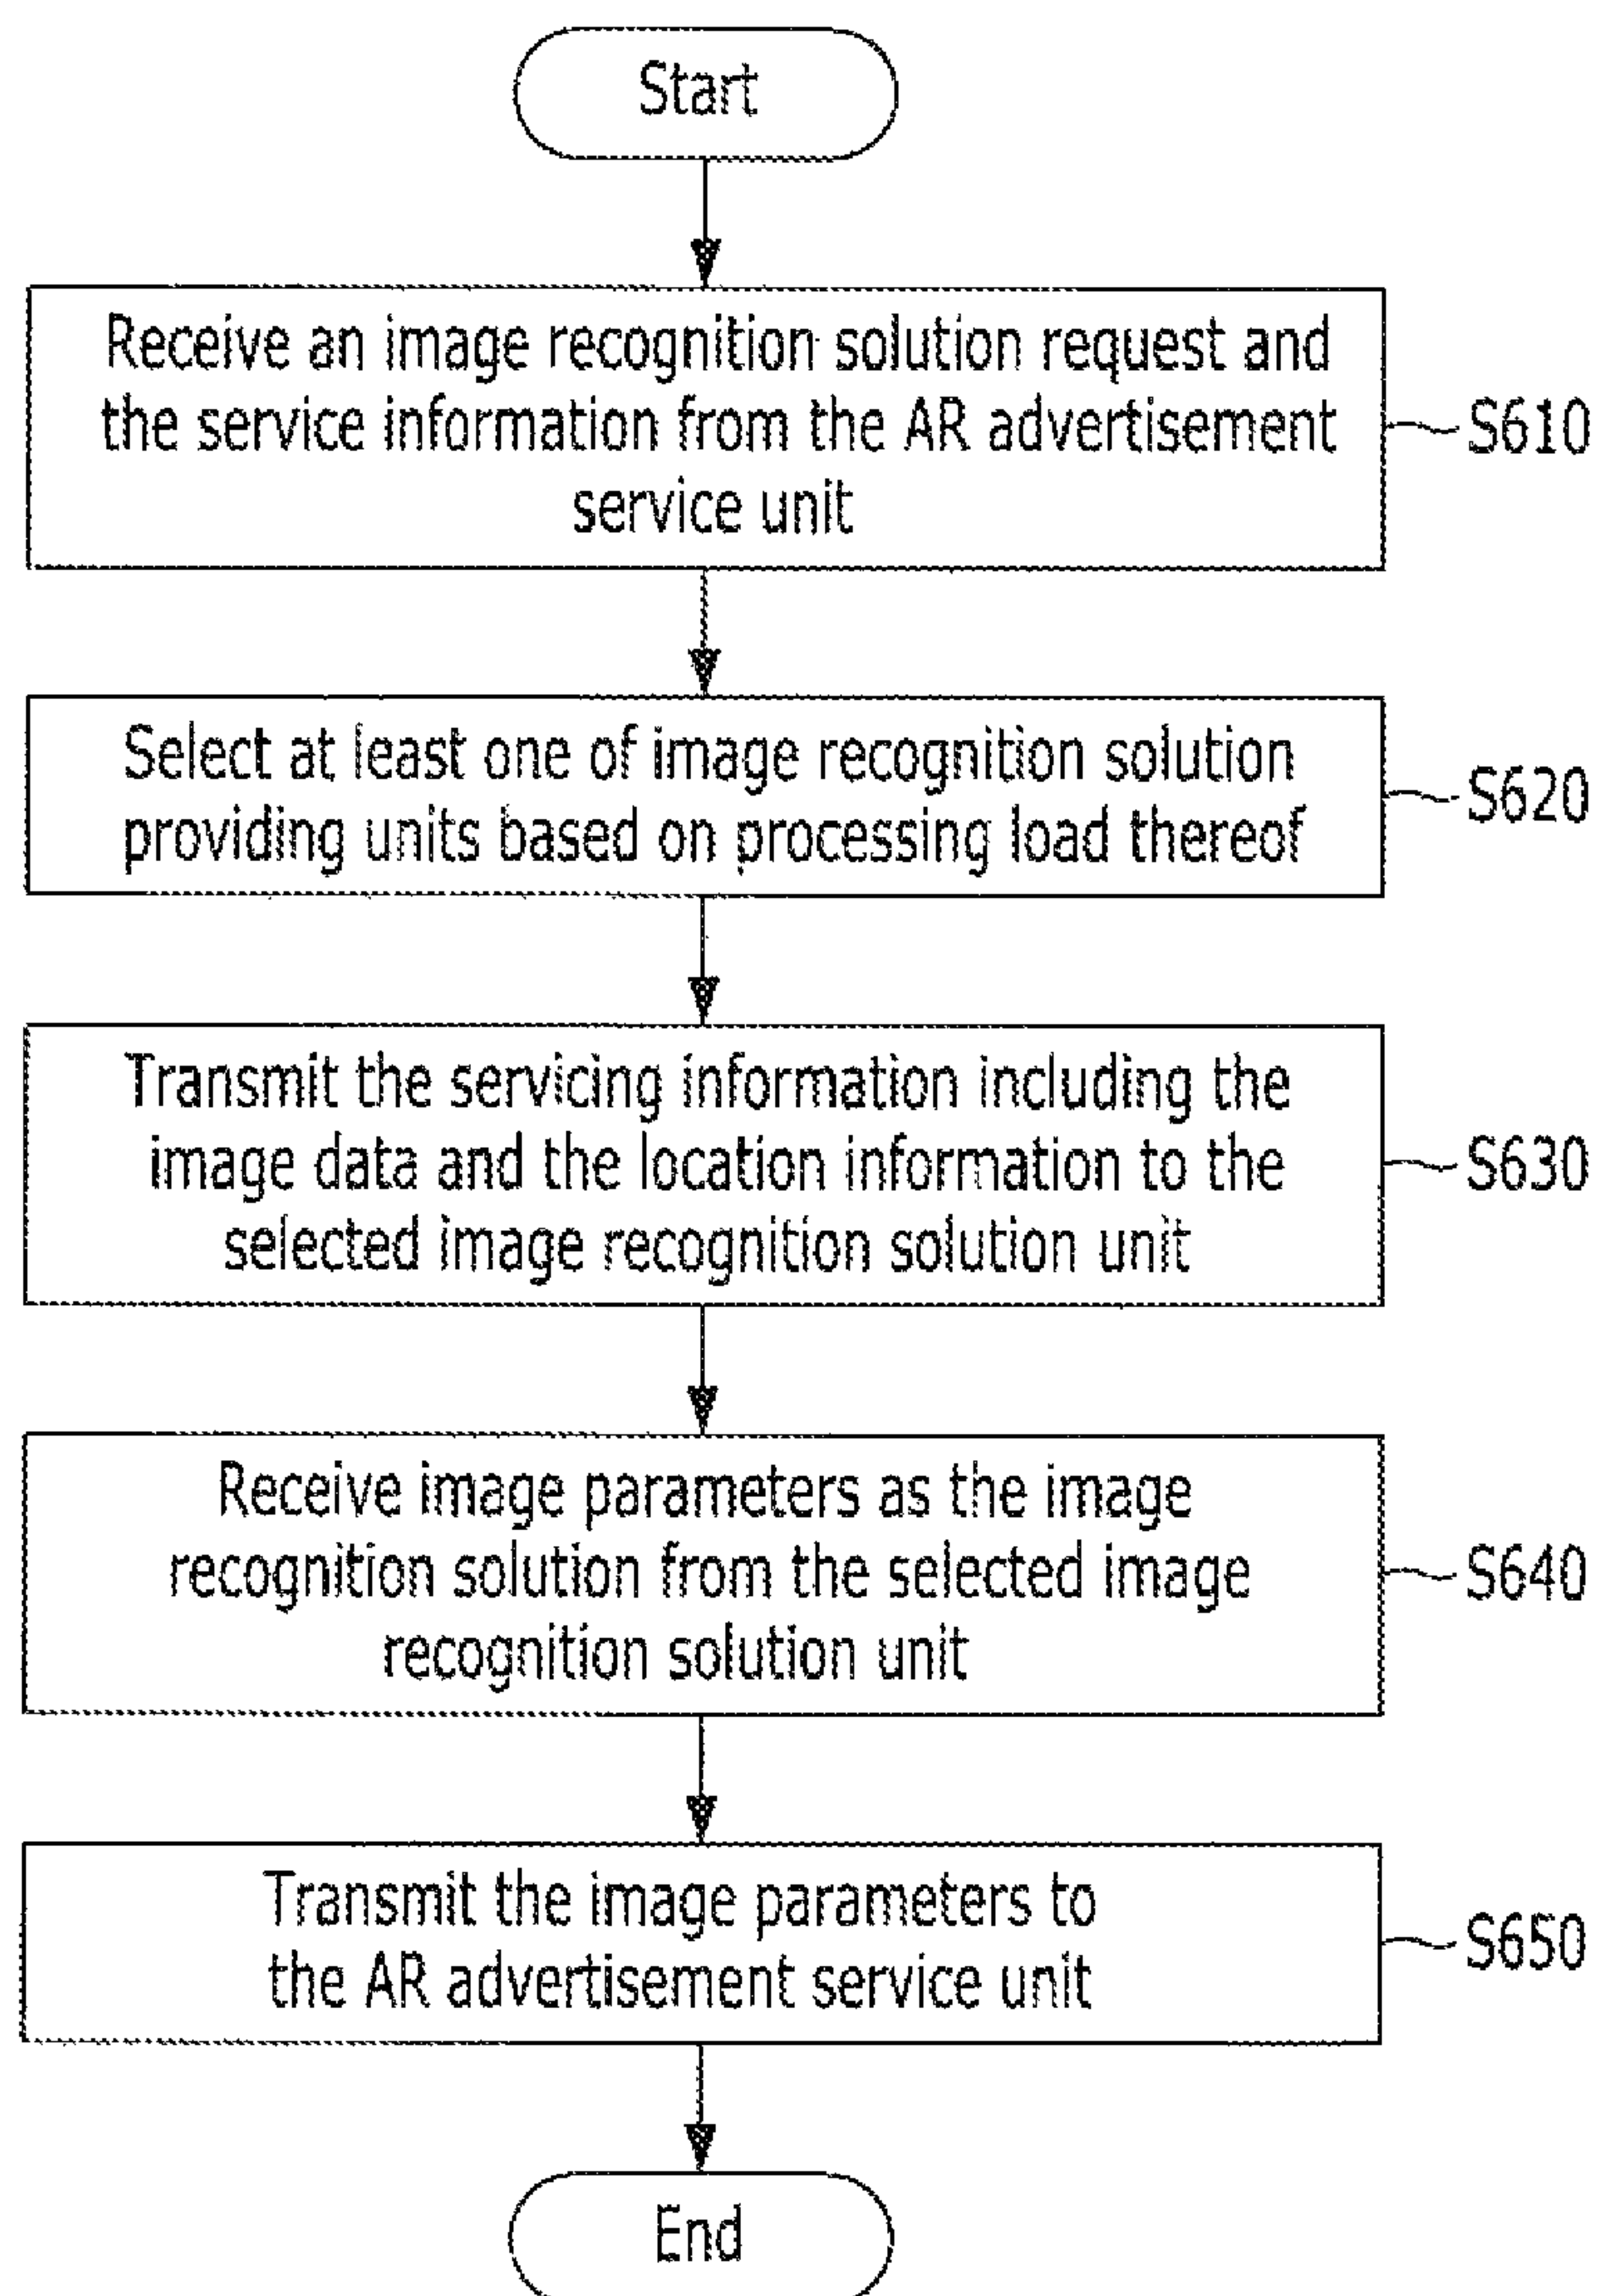 Start
Receive an image recognition solution request and
the service information from the AR advertisement
service unit
S610
Select at least one of image recognition solution
providing units based on processing load thereof
S620
Transmit the servicing information including the
image data and the location information to the
selected image recognition solution unit
S630
Receive image parameters as the image
recognition solution from the selected image
recognition solution unit
S640
Transmit the image parameters to
the AR advertisement service unit
S650
End